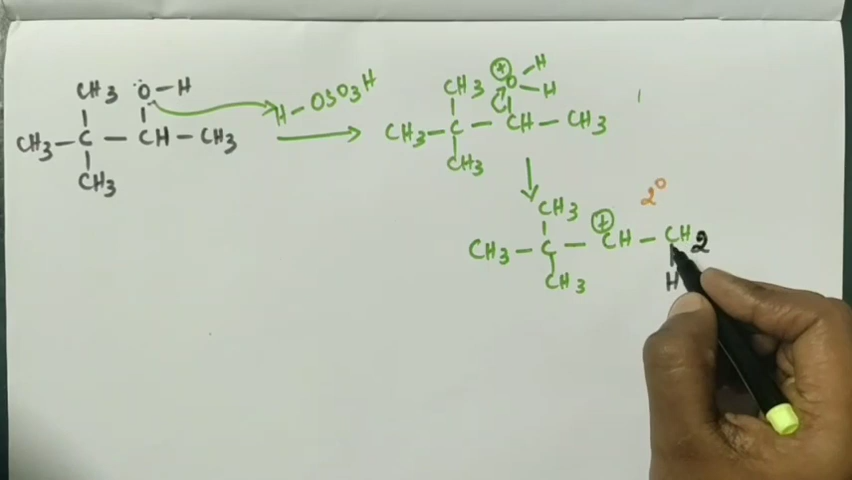 CH3 :Ö-H
CH3-C-CH-CH3
CH3
H-OSO3H
CH3 ⊕O-H
H
CH3-C-CH-CH3
CH3
2°
CH3 ⊕
CH3-C-CH-CH2
CH3 H